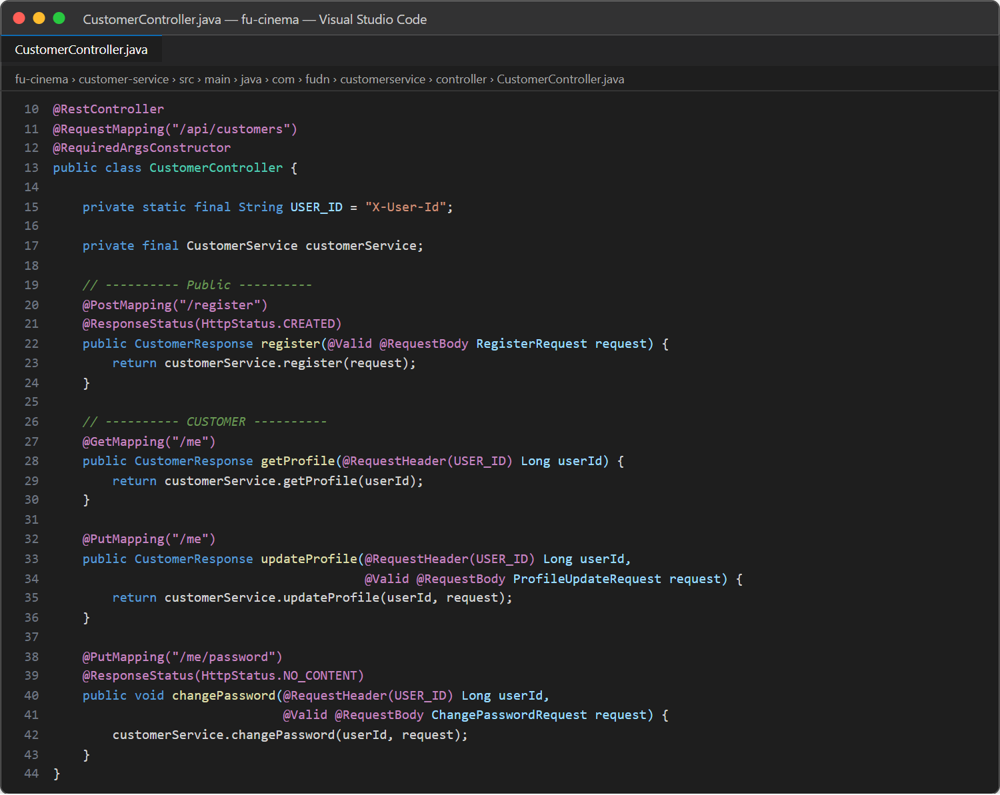 CustomerController.java — fu-cinema — Visual Studio Code
CustomerController.java
fu-cinema › customer-service › src › main › java › com › fudn › customerservice › controller › CustomerController.java
10 @RestController
11 @RequestMapping("/api/customers")
12 @RequiredArgsConstructor
13 public class CustomerController {
14
15     private static final String USER_ID = "X-User-Id";
16
17     private final CustomerService customerService;
18
19     // ---------- Public ----------
20     @PostMapping("/register")
21     @ResponseStatus(HttpStatus.CREATED)
22     public CustomerResponse register(@Valid @RequestBody RegisterRequest request) {
23         return customerService.register(request);
24     }
25
26     // ---------- CUSTOMER ----------
27     @GetMapping("/me")
28     public CustomerResponse getProfile(@RequestHeader(USER_ID) Long userId) {
29         return customerService.getProfile(userId);
30     }
31
32     @PutMapping("/me")
33     public CustomerResponse updateProfile(@RequestHeader(USER_ID) Long userId,
34                                           @Valid @RequestBody ProfileUpdateRequest request) {
35         return customerService.updateProfile(userId, request);
36     }
37
38     @PutMapping("/me/password")
39     @ResponseStatus(HttpStatus.NO_CONTENT)
40     public void changePassword(@RequestHeader(USER_ID) Long userId,
41                                @Valid @RequestBody ChangePasswordRequest request) {
42         customerService.changePassword(userId, request);
43     }
44 }